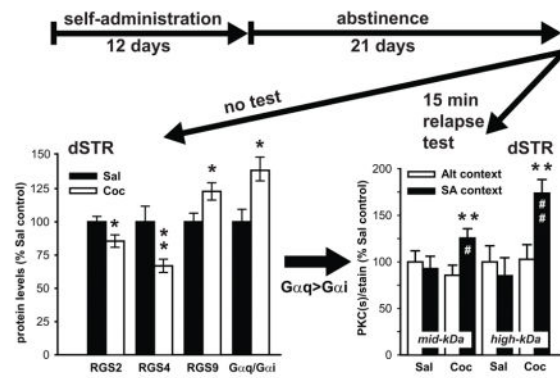 self-administration
abstinence
12 days
21 days
no test
15 min
relapse
test
dSTR
Sal
Coc
protein levels (% Sal control)
150
125
100
75
50
25
0
*
**
*
*
RGS2
RGS4
RGS9
Gαq/Gαi
Gαq>Gαi
dSTR
Alt context
SA context
PKC(s)/stain (% Sal control)
200
150
100
50
0
**
#
**
##
mid-kDa
high-kDa
Sal
Coc
Sal
Coc